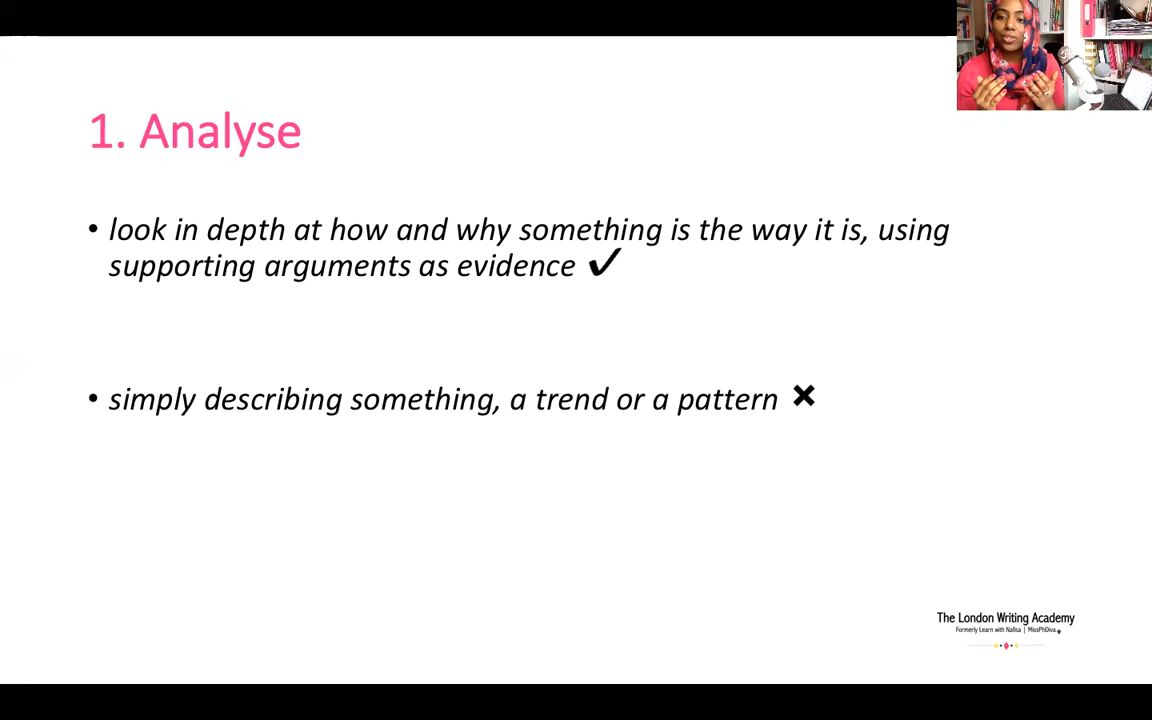 1. Analyse
• look in depth at how and why something is the way it is, using
supporting arguments as evidence ✔
• simply describing something, a trend or a pattern ✖
The London Writing Academy
Formerly Learn with Nafisa | MissPhDiva